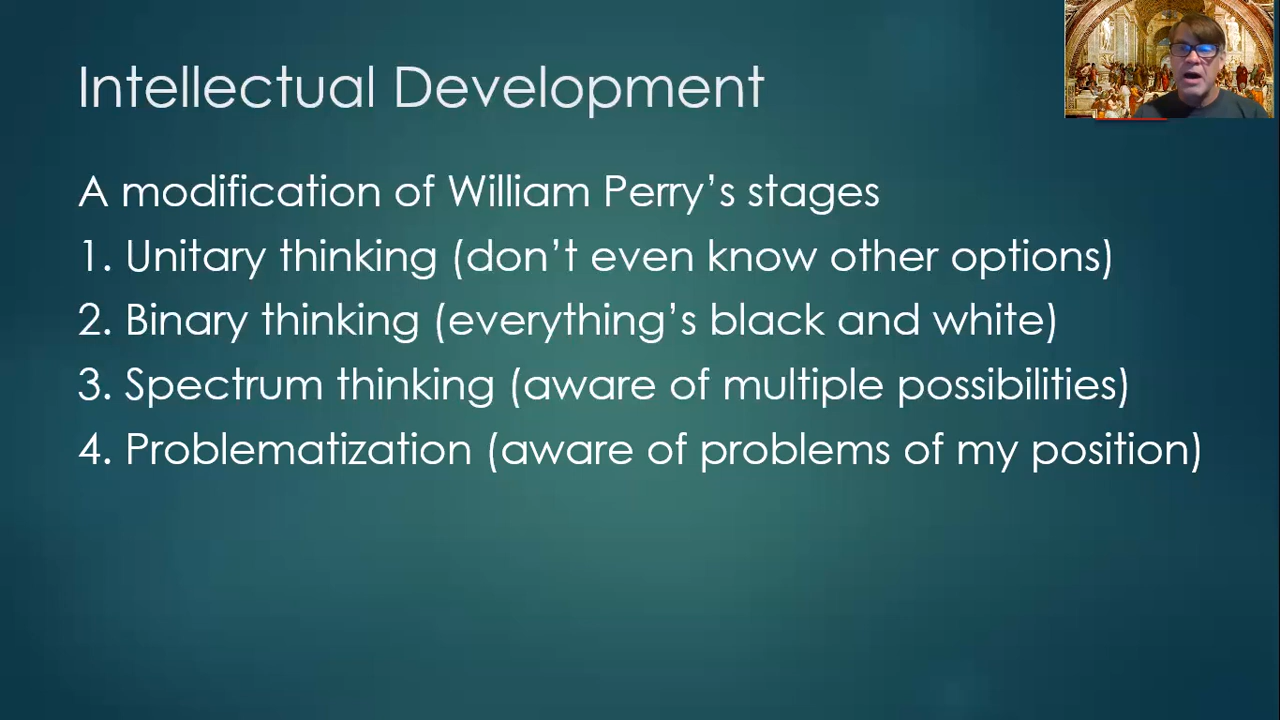 Intellectual Development
A modification of William Perry’s stages
1. Unitary thinking (don’t even know other options)
2. Binary thinking (everything’s black and white)
3. Spectrum thinking (aware of multiple possibilities)
4. Problematization (aware of problems of my position)